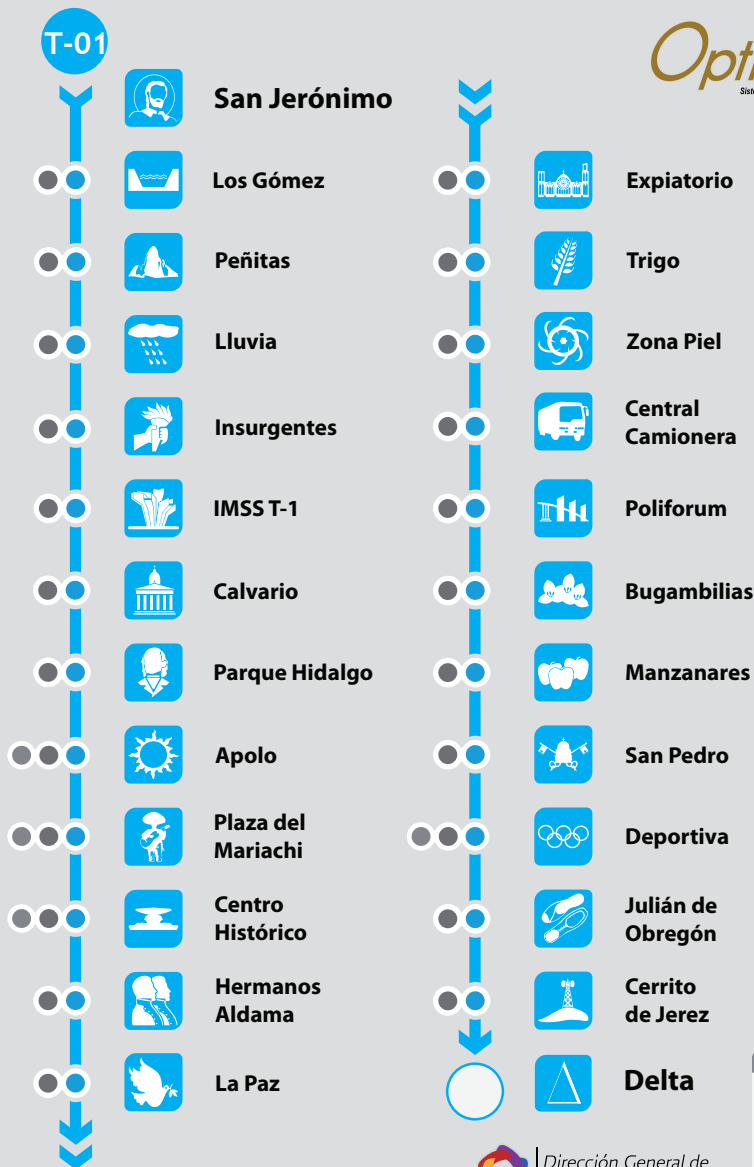 T-01
San Jerónimo
Los Gómez
Peñitas
Lluvia
Insurgentes
IMSS T-1
Calvario
Parque Hidalgo
Apolo
Plaza del
Mariachi
Centro
Histórico
Hermanos
Aldama
La Paz
Expiatorio
Trigo
Zona Piel
Central
Camionera
Poliforum
Bugambilias
Manzanares
San Pedro
Deportiva
Julián de
Obregón
Cerrito
de Jerez
Delta
Dirección General de